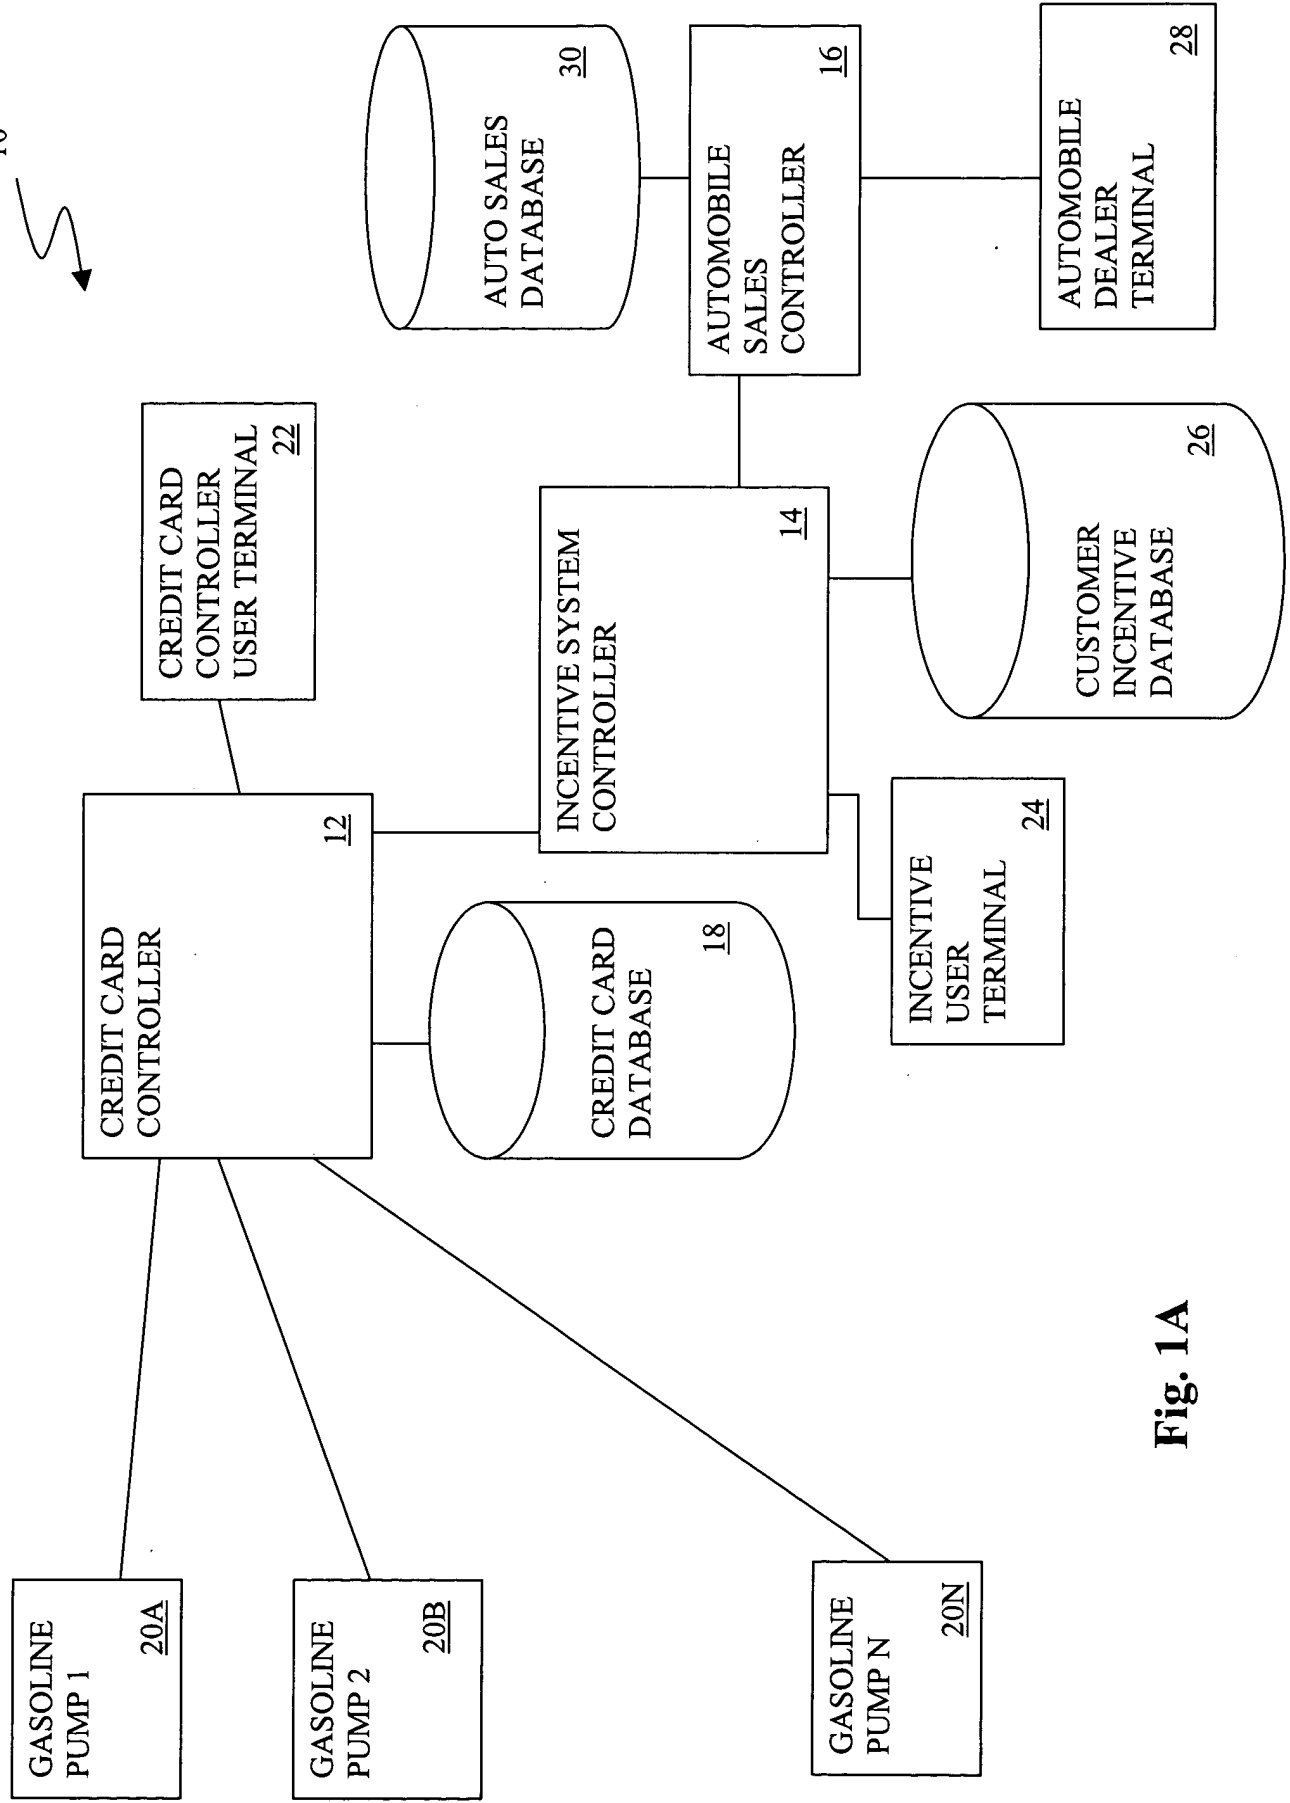 10
GASOLINE
PUMP 1
20A
CREDIT CARD
CONTROLLER
12
CREDIT CARD
CONTROLLER
USER TERMINAL
22
GASOLINE
PUMP 2
20B
AUTO SALES
DATABASE
30
CREDIT CARD
DATABASE
18
INCENTIVE SYSTEM
CONTROLLER
14
AUTOMOBILE
SALES
CONTROLLER
16
GASOLINE
PUMP N
20N
INCENTIVE
USER
TERMINAL
24
CUSTOMER
INCENTIVE
DATABASE
26
AUTOMOBILE
DEALER
TERMINAL
28
Fig. 1A